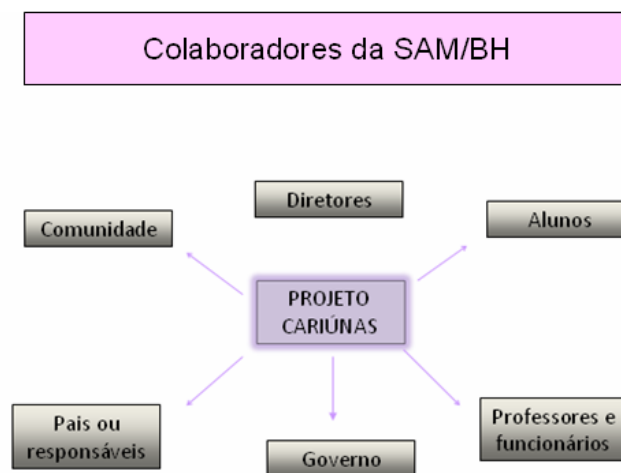 Colaboradores da SAM/BH
Diretores
Comunidade
Alunos
PROJETO
CARIÚNAS
Pais ou
responsáveis
Governo
Professores e
funcionários